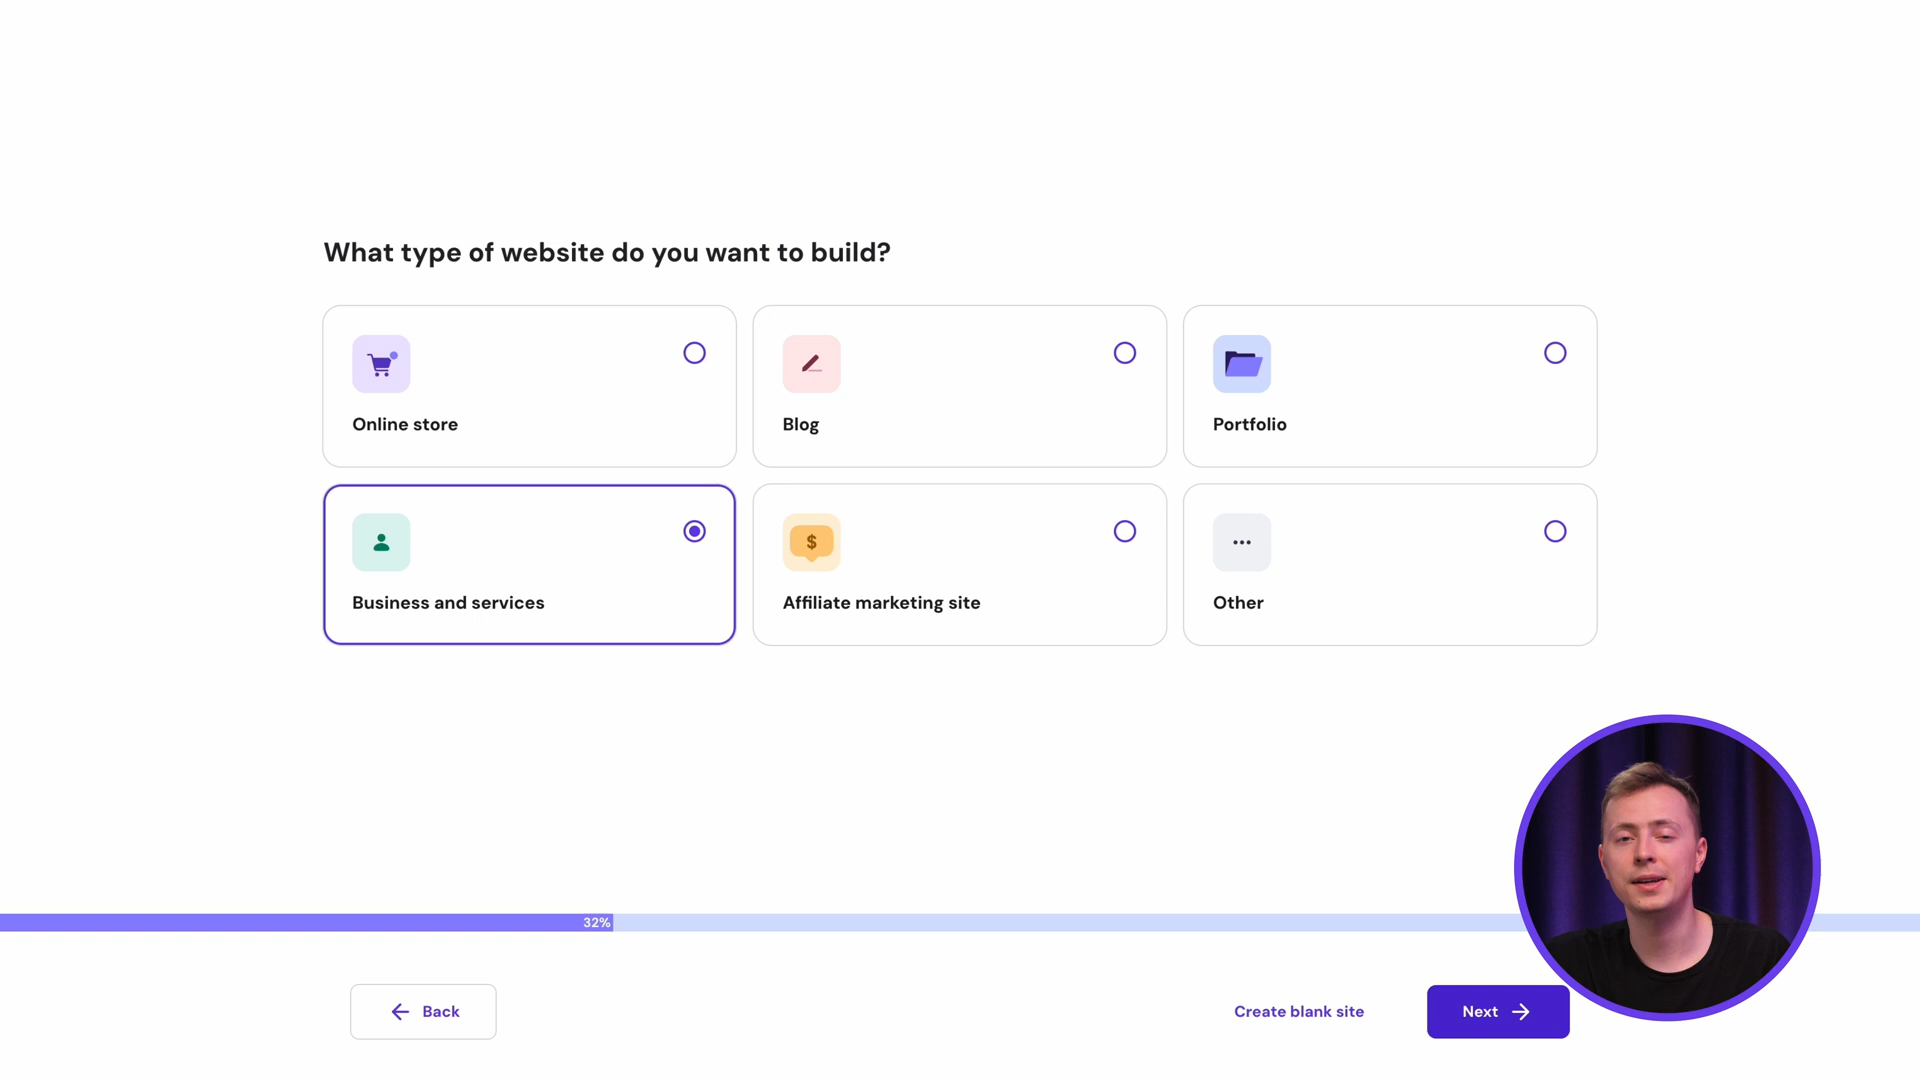 What type of website do you want to build?
Online store
Blog
Portfolio
Business and services
$
Affiliate marketing site
Other
32%
Back
Create blank site
Next